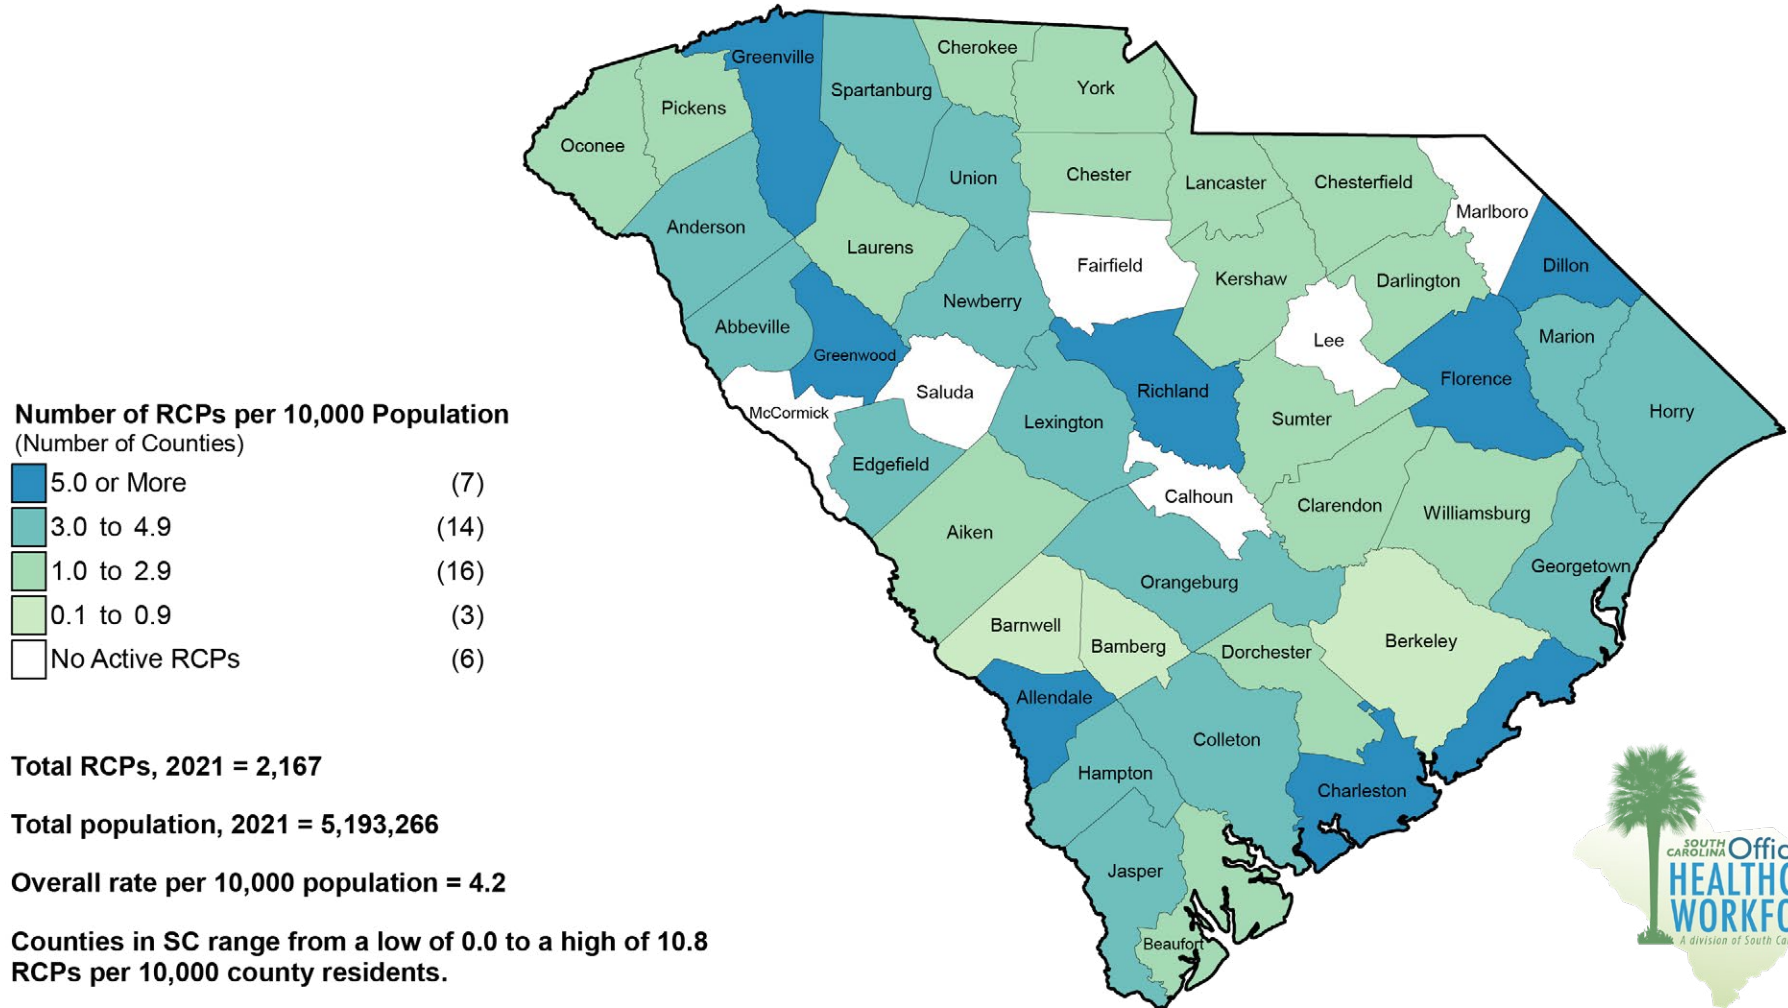 Greenville
Cherokee
Spartanburg
York
Pickens
Oconee
Union
Chester
Lancaster
Chesterfield
Marlboro
Anderson
Laurens
Fairfield
Kershaw
Darlington
Dillon
Newberry
Abbeville
Greenwood
Lee
Marion
Saluda
Richland
Florence
McCormick
Lexington
Sumter
Horry
Edgefield
Calhoun
Clarendon
Williamsburg
Aiken
Orangeburg
Georgetown
Barnwell
Bamberg
Dorchester
Berkeley
Allendale
Colleton
Hampton
Charleston
Jasper
Beaufort
Number of RCPs per 10,000 Population
(Number of Counties)
5.0 or More (7)
3.0 to 4.9 (14)
1.0 to 2.9 (16)
0.1 to 0.9 (3)
No Active RCPs (6)
Total RCPs, 2021 = 2,167
Total population, 2021 = 5,193,266
Overall rate per 10,000 population = 4.2
Counties in SC range from a low of 0.0 to a high of 10.8
RCPs per 10,000 county residents.
SOUTH
CAROLINA
A division of South